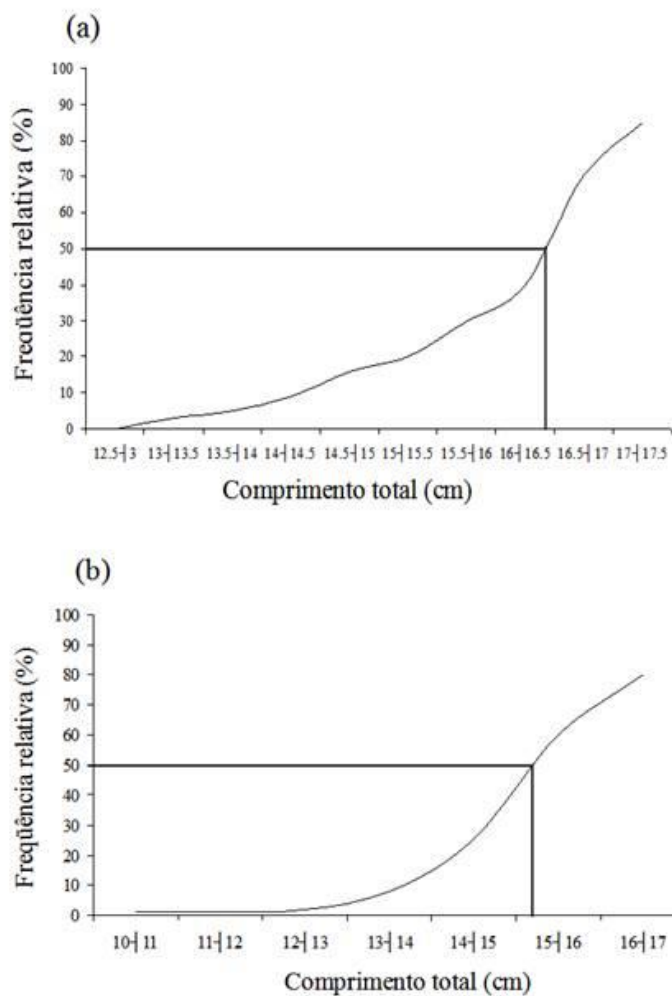 (a)
Freqüência relativa (%)
100
90
80
70
60
50
40
30
20
10
0
12.5┤3 13┤13.5 13.5┤14 14┤14.5 14.5┤15 15┤15.5 15.5┤16 16┤16.5 16.5┤17 17┤17.5
Comprimento total (cm)
(b)
Freqüência relativa (%)
100
90
80
70
60
50
40
30
20
10
0
10┤11 11┤12 12┤13 13┤14 14┤15 15┤16 16┤17
Comprimento total (cm)